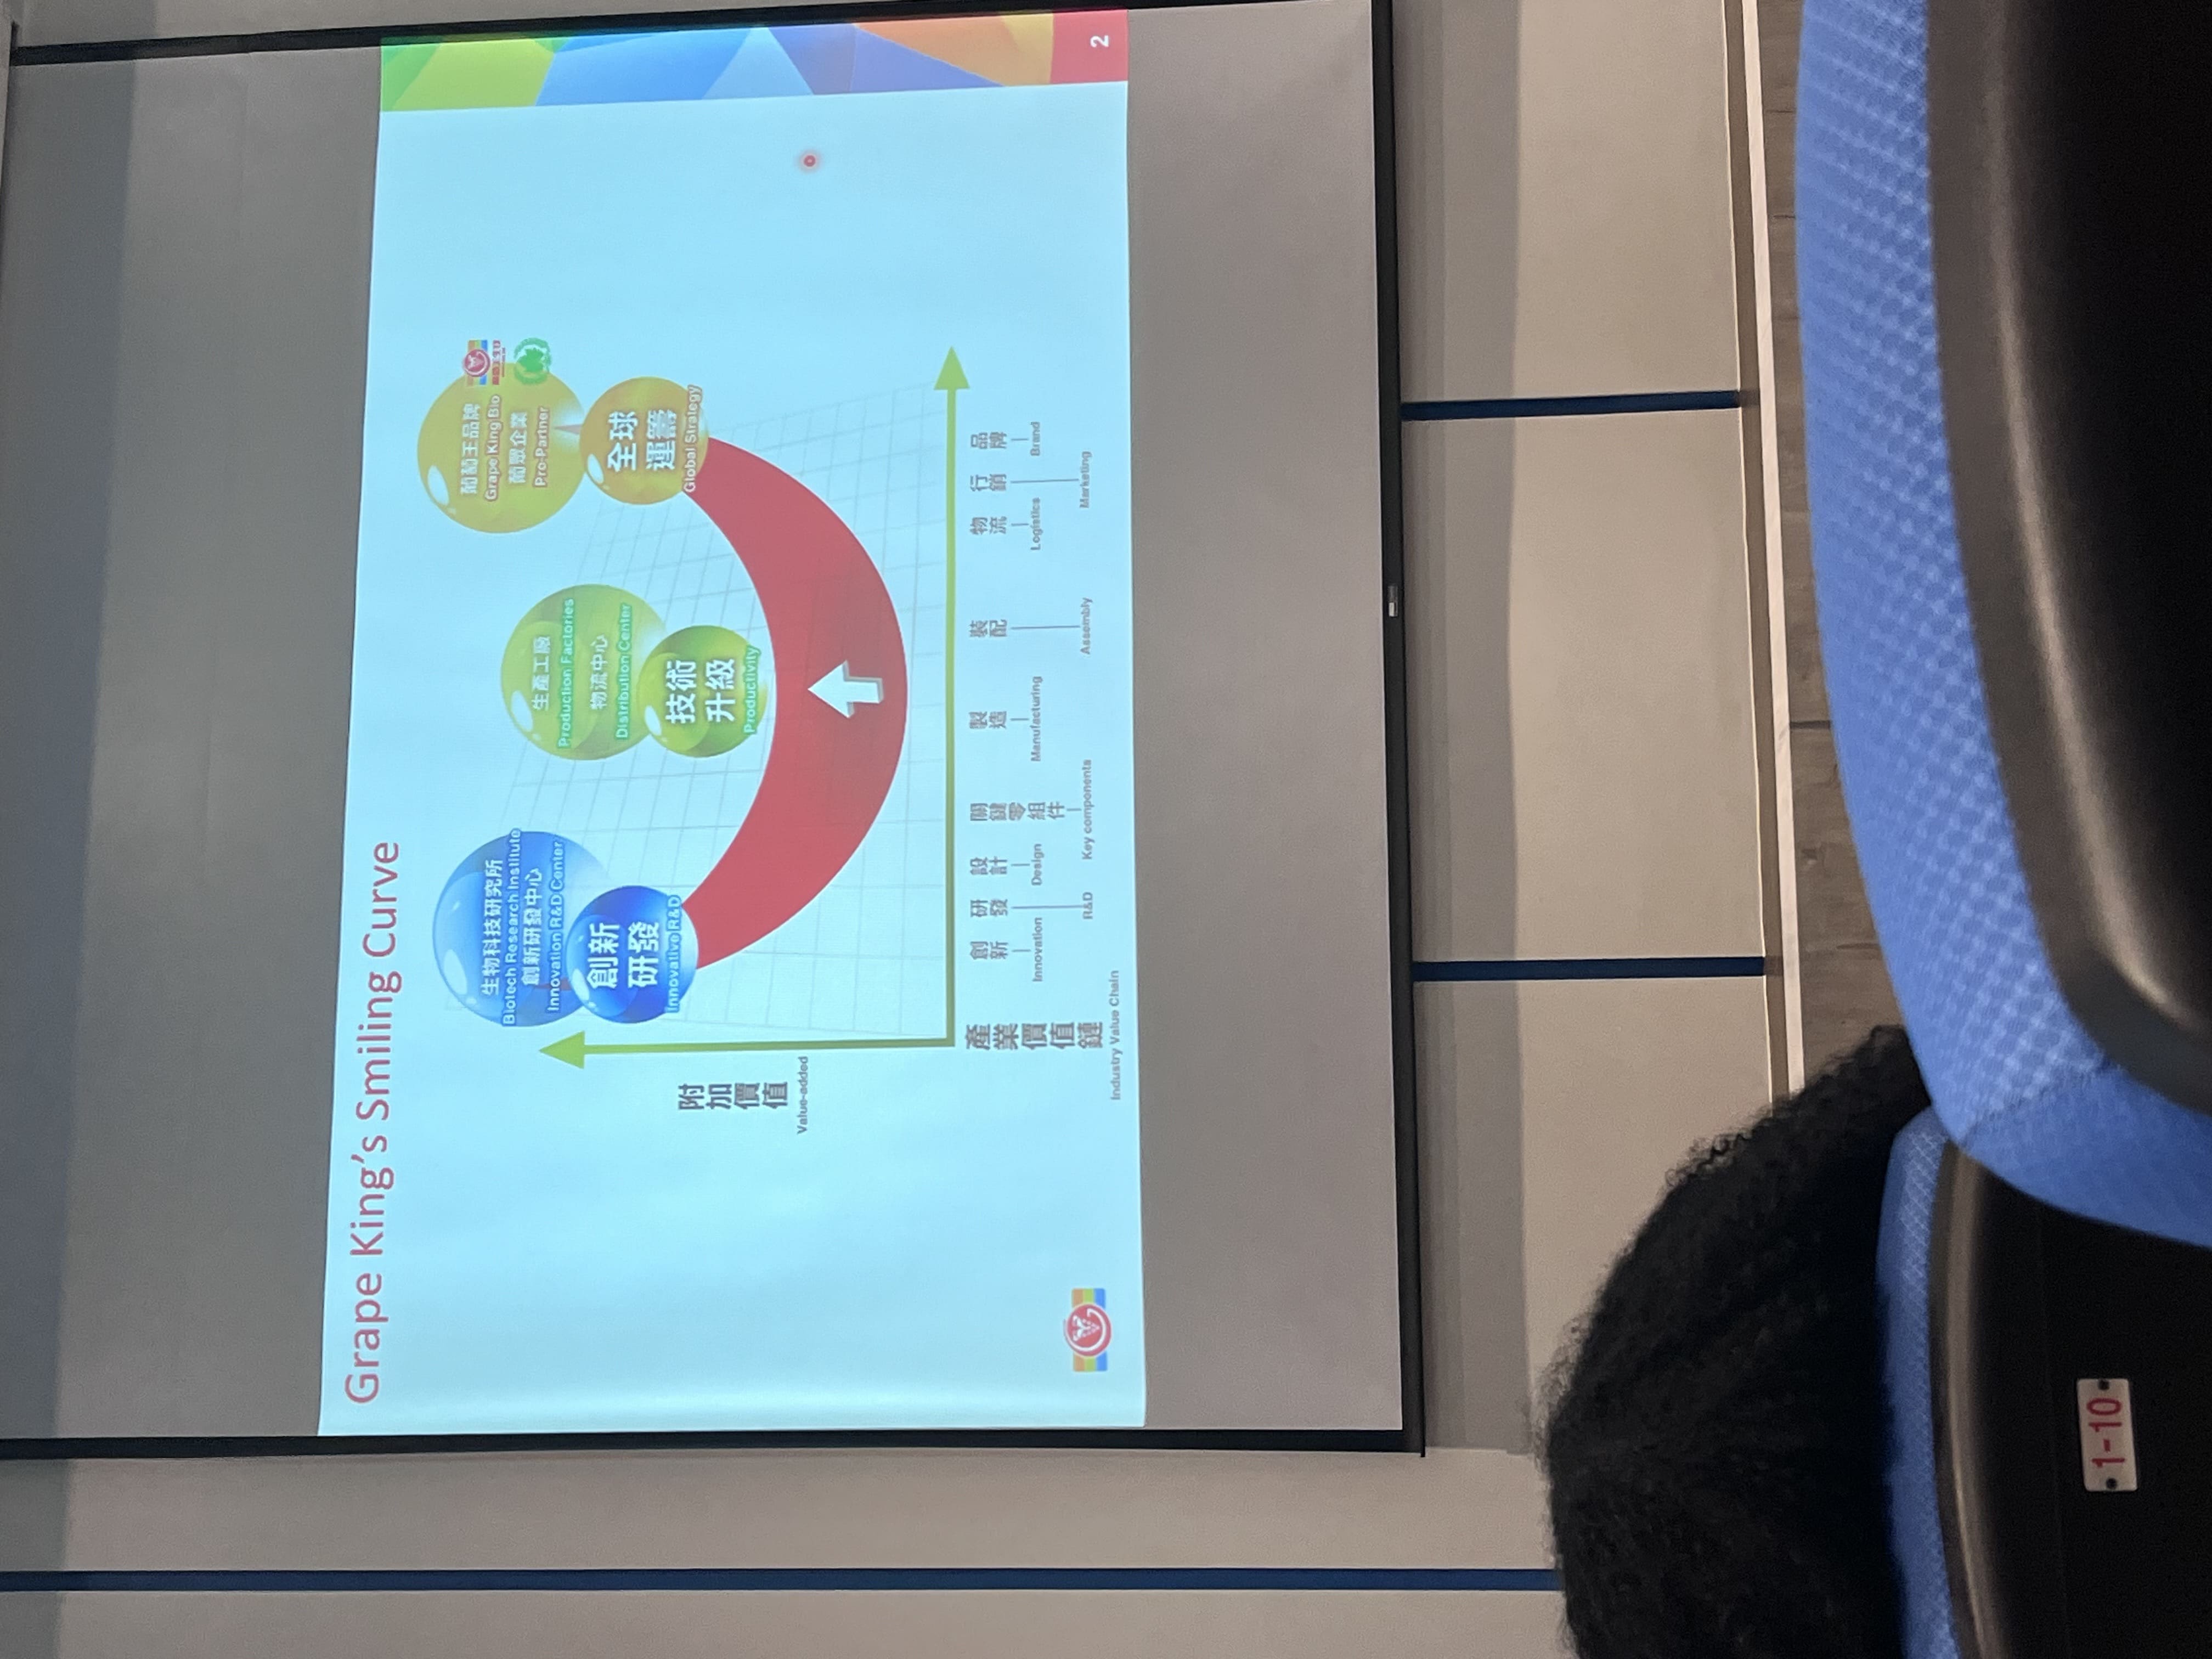 Grape King's Smiling Curve
生物科技研究所
Biotech Research Institute
創新研發中心
Innovation R&D Center
創新
研發
Innovative R&D
生產工廠
Production Factories
物流中心
Distribution Center
技術
升級
Productivity
葡萄王品牌
Grape King Bio
葡眾企業
Pro-Partner
全球
運籌
Global Strategy
附加價值
Value-added
產業價值鏈
Industry Value Chain
創新
Innovation
研發
R&D
設計
Design
關鍵零組件
Key components
製造
Manufacturing
裝配
Assembly
物流
Logistics
行銷
Marketing
品牌
Brand
2
1-10